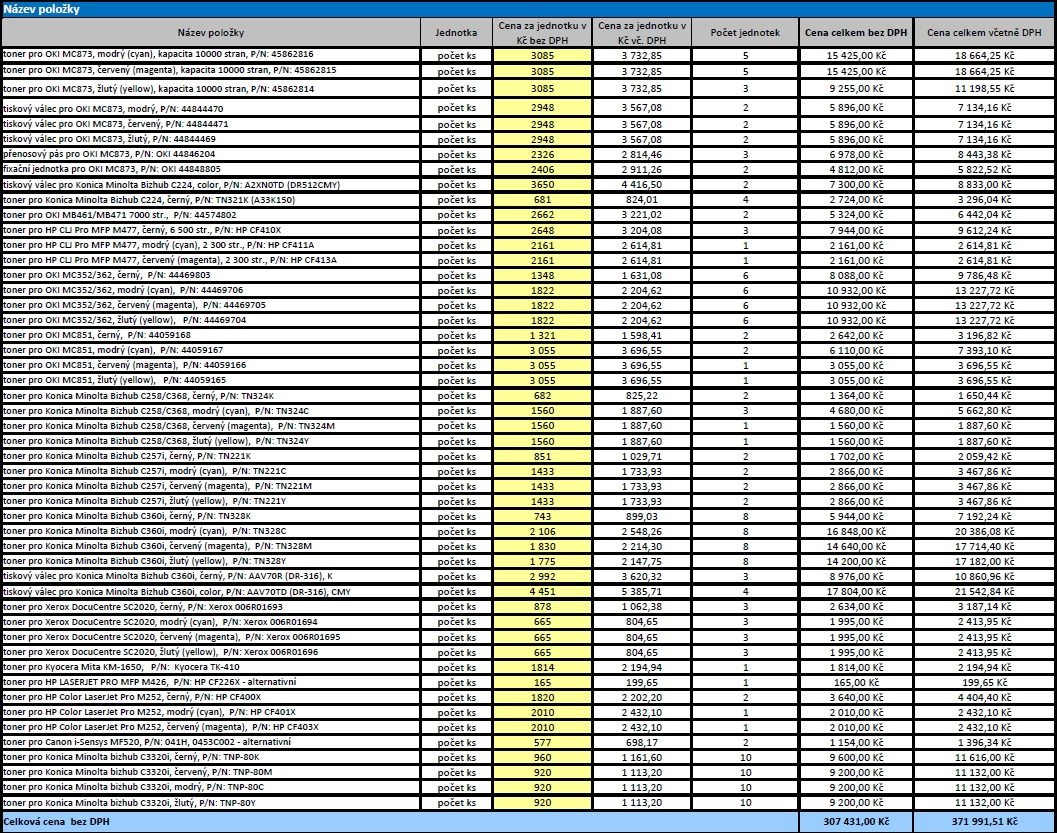 Název položky
Název položky Jednotka Cena za jednotku v Kč bez DPH Cena za jednotku v Kč vč. DPH Počet jednotek Cena celkem bez DPH Cena celkem včetně DPH
toner pro OKI MC873, modrý (cyan), kapacita 10000 stran, P/N: 45862816 počet ks 3085 3 732,85 5 15 425,00 Kč 18 664,25 Kč
toner pro OKI MC873, červený (magenta), kapacita 10000 stran, P/N: 45862815 počet ks 3085 3 732,85 5 15 425,00 Kč 18 664,25 Kč
toner pro OKI MC873, žlutý (yellow), kapacita 10000 stran, P/N: 45862814 počet ks 3085 3 732,85 3 9 255,00 Kč 11 198,55 Kč
tiskový válec pro OKI MC873, modrý, P/N: 44844470 počet ks 2948 3 567,08 2 5 896,00 Kč 7 134,16 Kč
tiskový válec pro OKI MC873, červený, P/N: 44844471 počet ks 2948 3 567,08 2 5 896,00 Kč 7 134,16 Kč
tiskový válec pro OKI MC873, žlutý, P/N: 44844469 počet ks 2948 3 567,08 2 5 896,00 Kč 7 134,16 Kč
přenosový pás pro OKI MC873, P/N: OKI 44846204 počet ks 2326 2 814,46 3 6 978,00 Kč 8 443,38 Kč
fixační jednotka pro OKI MC873, P/N: OKI 44848805 počet ks 2406 2 911,26 2 4 812,00 Kč 5 822,52 Kč
tiskový válec pro Konica Minolta Bizhub C224, color, P/N: A2XN0TD (DR512CMY) počet ks 3650 4 416,50 2 7 300,00 Kč 8 833,00 Kč
toner pro Konica Minolta Bizhub C224, černý, P/N: TN321K (A33K150) počet ks 681 824,01 4 2 724,00 Kč 3 296,04 Kč
toner pro OKI MB461/MB471 7000 str., P/N: 44574802 počet ks 2662 3 221,02 2 5 324,00 Kč 6 442,04 Kč
toner pro HP CLJ Pro MFP M477, černý, 6 500 str., P/N: HP CF410X počet ks 2648 3 204,08 3 7 944,00 Kč 9 612,24 Kč
toner pro HP CLJ Pro MFP M477, modrý (cyan), 2 300 str., P/N: HP CF411A počet ks 2161 2 614,81 1 2 161,00 Kč 2 614,81 Kč
toner pro HP CLJ Pro MFP M477, červený (magenta), 2 300 str., P/N: HP CF413A počet ks 2161 2 614,81 1 2 161,00 Kč 2 614,81 Kč
toner pro OKI MC352/362, černý, P/N: 44469803 počet ks 1348 1 631,08 6 8 088,00 Kč 9 786,48 Kč
toner pro OKI MC352/362, modrý (cyan), P/N: 44469706 počet ks 1822 2 204,62 6 10 932,00 Kč 13 227,72 Kč
toner pro OKI MC352/362, červený (magenta), P/N: 44469705 počet ks 1822 2 204,62 6 10 932,00 Kč 13 227,72 Kč
toner pro OKI MC352/362, žlutý (yellow), P/N: 44469704 počet ks 1822 2 204,62 6 10 932,00 Kč 13 227,72 Kč
toner pro OKI MC851, černý, P/N: 44059168 počet ks 1 321 1 598,41 2 2 642,00 Kč 3 196,82 Kč
toner pro OKI MC851, modrý (cyan), P/N: 44059167 počet ks 3 055 3 696,55 2 6 110,00 Kč 7 393,10 Kč
toner pro OKI MC851, červený (magenta), P/N: 44059166 počet ks 3 055 3 696,55 1 3 055,00 Kč 3 696,55 Kč
toner pro OKI MC851, žlutý (yellow), P/N: 44059165 počet ks 3 055 3 696,55 1 3 055,00 Kč 3 696,55 Kč
toner pro Konica Minolta Bizhub C258/C368, černý, P/N: TN324K počet ks 682 825,22 2 1 364,00 Kč 1 650,44 Kč
toner pro Konica Minolta Bizhub C258/C368, modrý (cyan), P/N: TN324C počet ks 1560 1 887,60 3 4 680,00 Kč 5 662,80 Kč
toner pro Konica Minolta Bizhub C258/C368, červený (magenta), P/N: TN324M počet ks 1560 1 887,60 1 1 560,00 Kč 1 887,60 Kč
toner pro Konica Minolta Bizhub C258/C368, žlutý (yellow), P/N: TN324Y počet ks 1560 1 887,60 1 1 560,00 Kč 1 887,60 Kč
toner pro Konica Minolta Bizhub C257i, černý, P/N: TN221K počet ks 851 1 029,71 2 1 702,00 Kč 2 059,42 Kč
toner pro Konica Minolta Bizhub C257i, modrý (cyan), P/N: TN221C počet ks 1433 1 733,93 2 2 866,00 Kč 3 467,86 Kč
toner pro Konica Minolta Bizhub C257i, červený (magenta), P/N: TN221M počet ks 1433 1 733,93 2 2 866,00 Kč 3 467,86 Kč
toner pro Konica Minolta Bizhub C257i, žlutý (yellow), P/N: TN221Y počet ks 1433 1 733,93 2 2 866,00 Kč 3 467,86 Kč
toner pro Konica Minolta Bizhub C360i, černý, P/N: TN328K počet ks 743 899,03 8 5 944,00 Kč 7 192,24 Kč
toner pro Konica Minolta Bizhub C360i, modrý (cyan), P/N: TN328C počet ks 2 106 2 548,26 8 16 848,00 Kč 20 386,08 Kč
toner pro Konica Minolta Bizhub C360i, červený (magenta), P/N: TN328M počet ks 1 830 2 214,30 8 14 640,00 Kč 17 714,40 Kč
toner pro Konica Minolta Bizhub C360i, žlutý (yellow), P/N: TN328Y počet ks 1 775 2 147,75 8 14 200,00 Kč 17 182,00 Kč
tiskový válec pro Konica Minolta Bizhub C360i, černý, P/N: AAV70R (DR-316), K počet ks 2 992 3 620,32 3 8 976,00 Kč 10 860,96 Kč
tiskový válec pro Konica Minolta Bizhub C360i, color, P/N: AAV70TD (DR-316), CMY počet ks 4 451 5 385,71 4 17 804,00 Kč 21 542,84 Kč
toner pro Xerox DocuCentre SC2020, černý, P/N: Xerox 006R01693 počet ks 878 1 062,38 3 2 634,00 Kč 3 187,14 Kč
toner pro Xerox DocuCentre SC2020, modrý (cyan), P/N: Xerox 006R01694 počet ks 665 804,65 3 1 995,00 Kč 2 413,95 Kč
toner pro Xerox DocuCentre SC2020, červený (magenta), P/N: Xerox 006R01695 počet ks 665 804,65 3 1 995,00 Kč 2 413,95 Kč
toner pro Xerox DocuCentre SC2020, žlutý (yellow), P/N: Xerox 006R01696 počet ks 665 804,65 3 1 995,00 Kč 2 413,95 Kč
toner pro Kyocera Mita KM-1650, P/N: Kyocera TK-410 počet ks 1814 2 194,94 1 1 814,00 Kč 2 194,94 Kč
toner pro HP LASERJET PRO MFP M426, P/N: HP CF226X - alternativní počet ks 165 199,65 1 165,00 Kč 199,65 Kč
toner pro HP Color LaserJet Pro M252, černý, P/N: HP CF400X počet ks 1820 2 202,20 2 3 640,00 Kč 4 404,40 Kč
toner pro HP Color LaserJet Pro M252, modrý (cyan), P/N: HP CF401X počet ks 2010 2 432,10 1 2 010,00 Kč 2 432,10 Kč
toner pro HP Color LaserJet Pro M252, červený (magenta), P/N: HP CF403X počet ks 2010 2 432,10 1 2 010,00 Kč 2 432,10 Kč
toner pro Canon i-Sensys MF520, P/N: 041H, 0453C002 - alternativní počet ks 577 698,17 2 1 154,00 Kč 1 396,34 Kč
toner pro Konica Minolta bizhub C3320i, černý, P/N: TNP-80K počet ks 960 1 161,60 10 9 600,00 Kč 11 616,00 Kč
toner pro Konica Minolta bizhub C3320i, červený, P/N: TNP-80M počet ks 920 1 113,20 10 9 200,00 Kč 11 132,00 Kč
toner pro Konica Minolta bizhub C3320i, modrý, P/N: TNP-80C počet ks 920 1 113,20 10 9 200,00 Kč 11 132,00 Kč
toner pro Konica Minolta bizhub C3320i, žlutý, P/N: TNP-80Y počet ks 920 1 113,20 10 9 200,00 Kč 11 132,00 Kč
Celková cena bez DPH 307 431,00 Kč 371 991,51 Kč